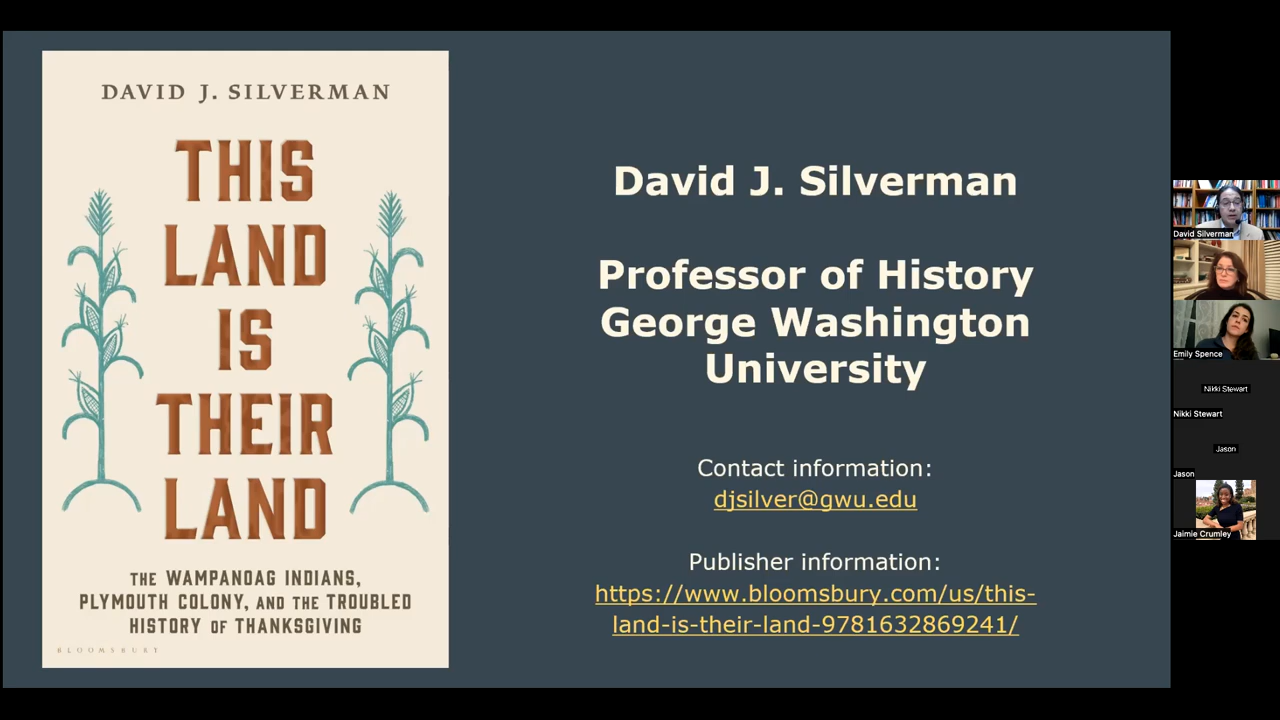 DAVID J. SILVERMAN
THIS
LAND
IS
THEIR
LAND
THE WAMPANOAG INDIANS,
PLYMOUTH COLONY, AND THE TROUBLED
HISTORY OF THANKSGIVING
BLOOMSBURY
David J. Silverman
Professor of History
George Washington
University
Contact information:
djsilver@gwu.edu
Publisher information:
https://www.bloomsbury.com/us/this-
land-is-their-land-9781632869241/
David Silverman
Emily Spence
Nikki Stewart
Nikki Stewart
Jason
Jason
Jaimie Crumley